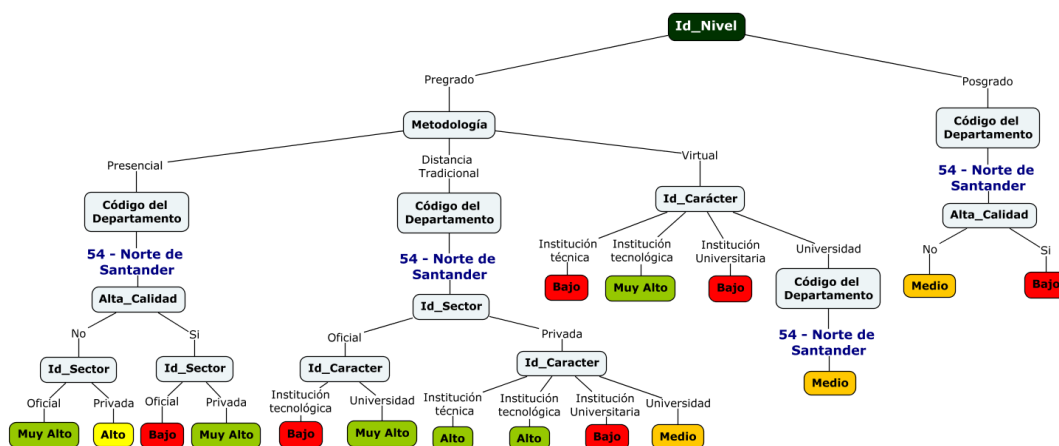 Id_Nivel
Pregrado
Posgrado
Metodología
Código del
Departamento
Presencial
Distancia
Tradicional
Virtual
54 - Norte de
Santander
Código del
Departamento
Código del
Departamento
Id_Carácter
Alta_Calidad
54 - Norte de
Santander
54 - Norte de
Santander
Institución
técnica
Institución
tecnológica
Institución
Universitaria
Universidad
No
Si
Bajo
Muy Alto
Bajo
Código del
Departamento
Medio
Bajo
Alta_Calidad
Id_Sector
54 - Norte de
Santander
No
Si
Oficial
Privada
Medio
Id_Sector
Id_Sector
Id_Caracter
Id_Caracter
Oficial
Privada
Oficial
Privada
Institución
tecnológica
Universidad
Institución
técnica
Institución
tecnológica
Institución
Universitaria
Universidad
Muy Alto
Alto
Bajo
Muy Alto
Bajo
Muy Alto
Alto
Alto
Bajo
Medio